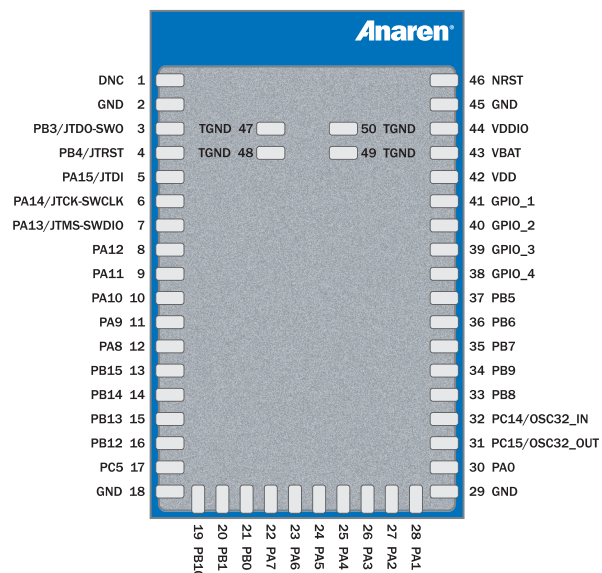 Anaren®
DNC 1
GND 2
PB3/JTDO-SWO 3
PB4/JTRST 4
PA15/JTDI 5
PA14/JTCK-SWCLK 6
PA13/JTMS-SWDIO 7
PA12 8
PA11 9
PA10 10
PA9 11
PA8 12
PB15 13
PB14 14
PB13 15
PB12 16
PC5 17
GND 18
TGND 47
TGND 48
50 TGND
49 TGND
46 NRST
45 GND
44 VDDIO
43 VBAT
42 VDD
41 GPIO_1
40 GPIO_2
39 GPIO_3
38 GPIO_4
37 PB5
36 PB6
35 PB7
34 PB9
33 PB8
32 PC14/OSC32_IN
31 PC15/OSC32_OUT
30 PA0
29 GND
19 PB10
20 PB1
21 PB0
22 PA7
23 PA6
24 PA5
25 PA4
26 PA3
27 PA2
28 PA1